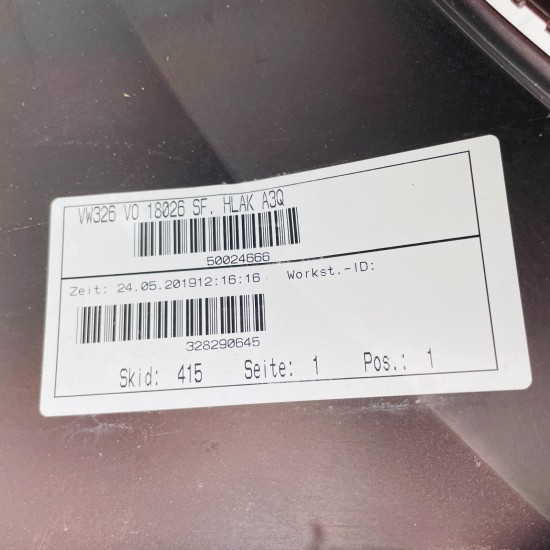 VW326 VO 18026 SF. HLAK A3Q
50024666
Zeit: 24.05.201912:16:16 Workst.-ID:
328290645
Skid: 415 Seite: 1 Pos.: 1